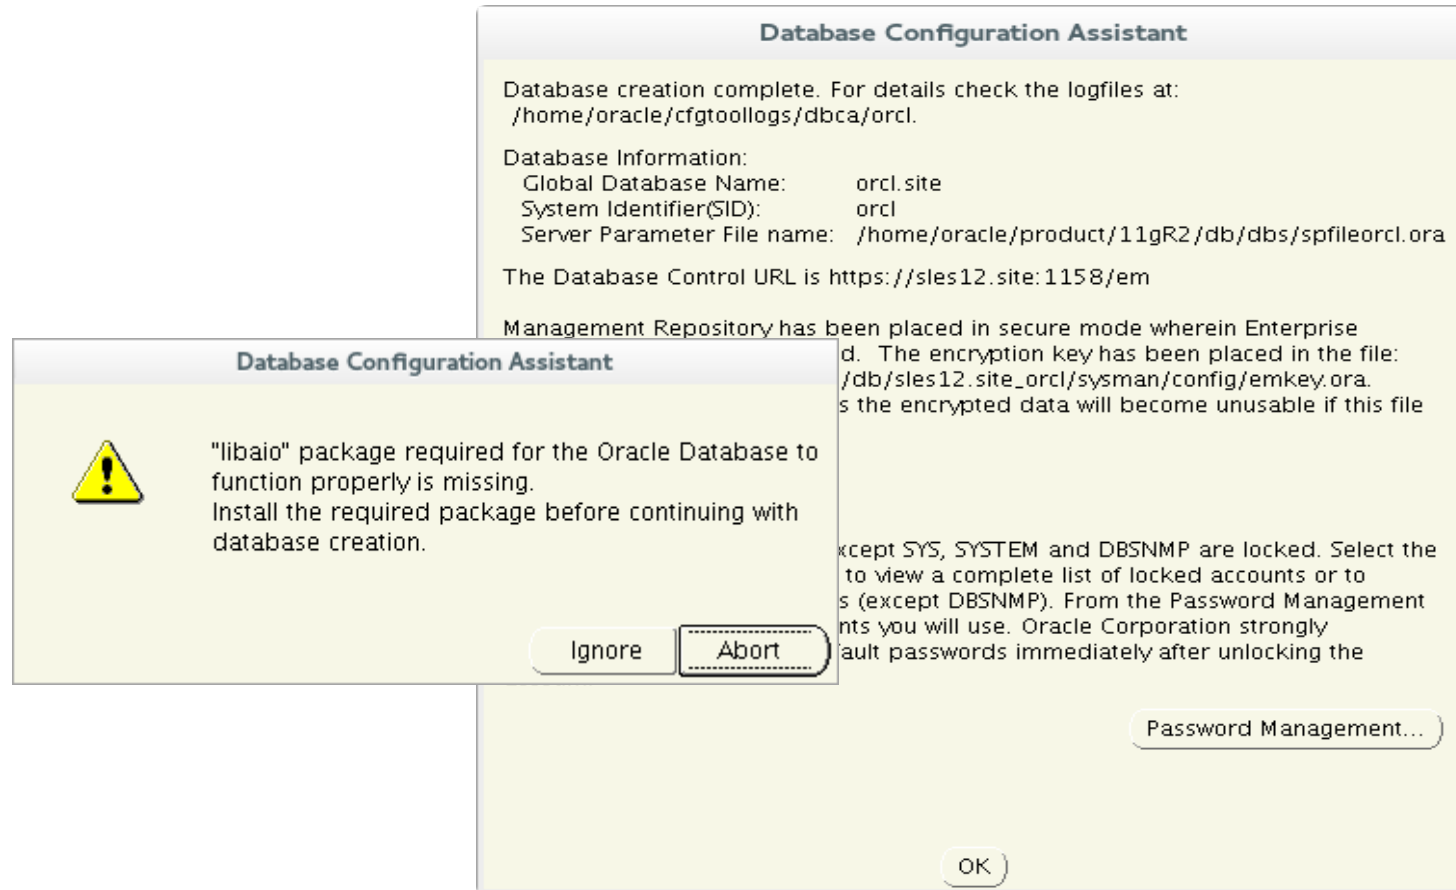 Database Configuration Assistant
Database creation complete. For details check the logfiles at:
/home/oracle/cfgtoollogs/dbca/orcl.
Database Information:
Global Database Name: orcl.site
System Identifier(SID): orcl
Server Parameter File name: /home/oracle/product/11gR2/db/dbs/spfileorcl.ora
The Database Control URL is https://sles12.site:1158/em
Management Repository has been placed in secure mode wherein Enterprise
d. The encryption key has been placed in the file:
/db/sles12.site_orcl/sysman/config/emkey.ora.
s the encrypted data will become unusable if this file
xcept SYS, SYSTEM and DBSNMP are locked. Select the
to view a complete list of locked accounts or to
s (except DBSNMP). From the Password Management
nts you will use. Oracle Corporation strongly
ault passwords immediately after unlocking the
Password Management...
OK
Database Configuration Assistant
"libaio" package required for the Oracle Database to
function properly is missing.
Install the required package before continuing with
database creation.
Ignore
Abort